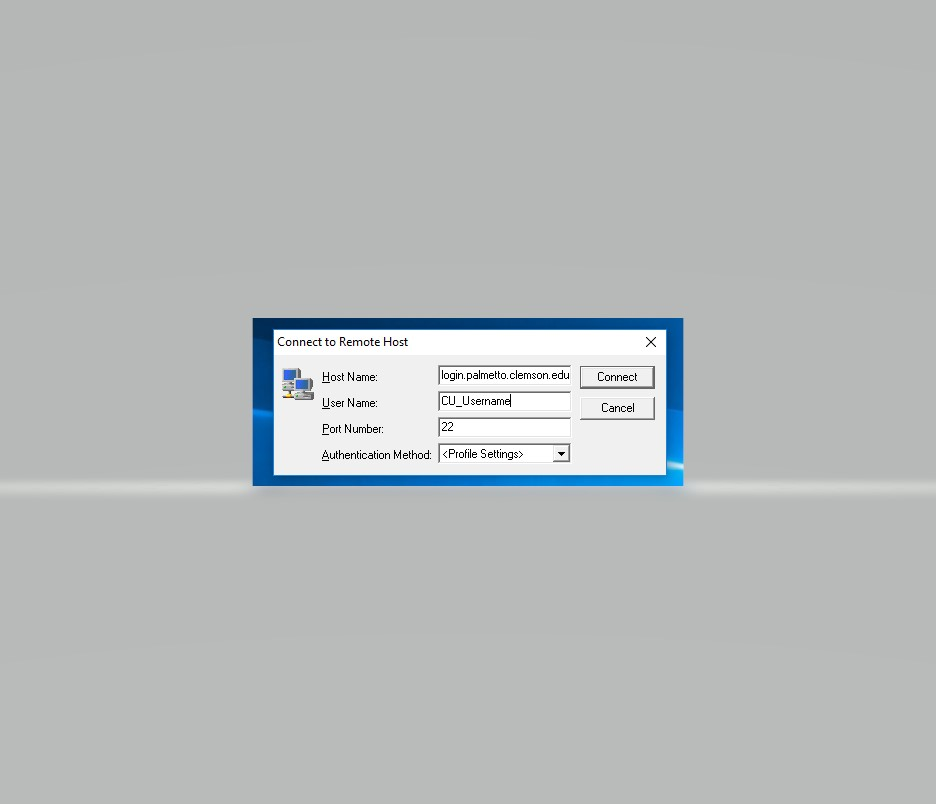 Connect to Remote Host
Host Name: login.palmetto.clemson.edu Connect
User Name: CU_Username Cancel
Port Number: 22
Authentication Method: <Profile Settings>